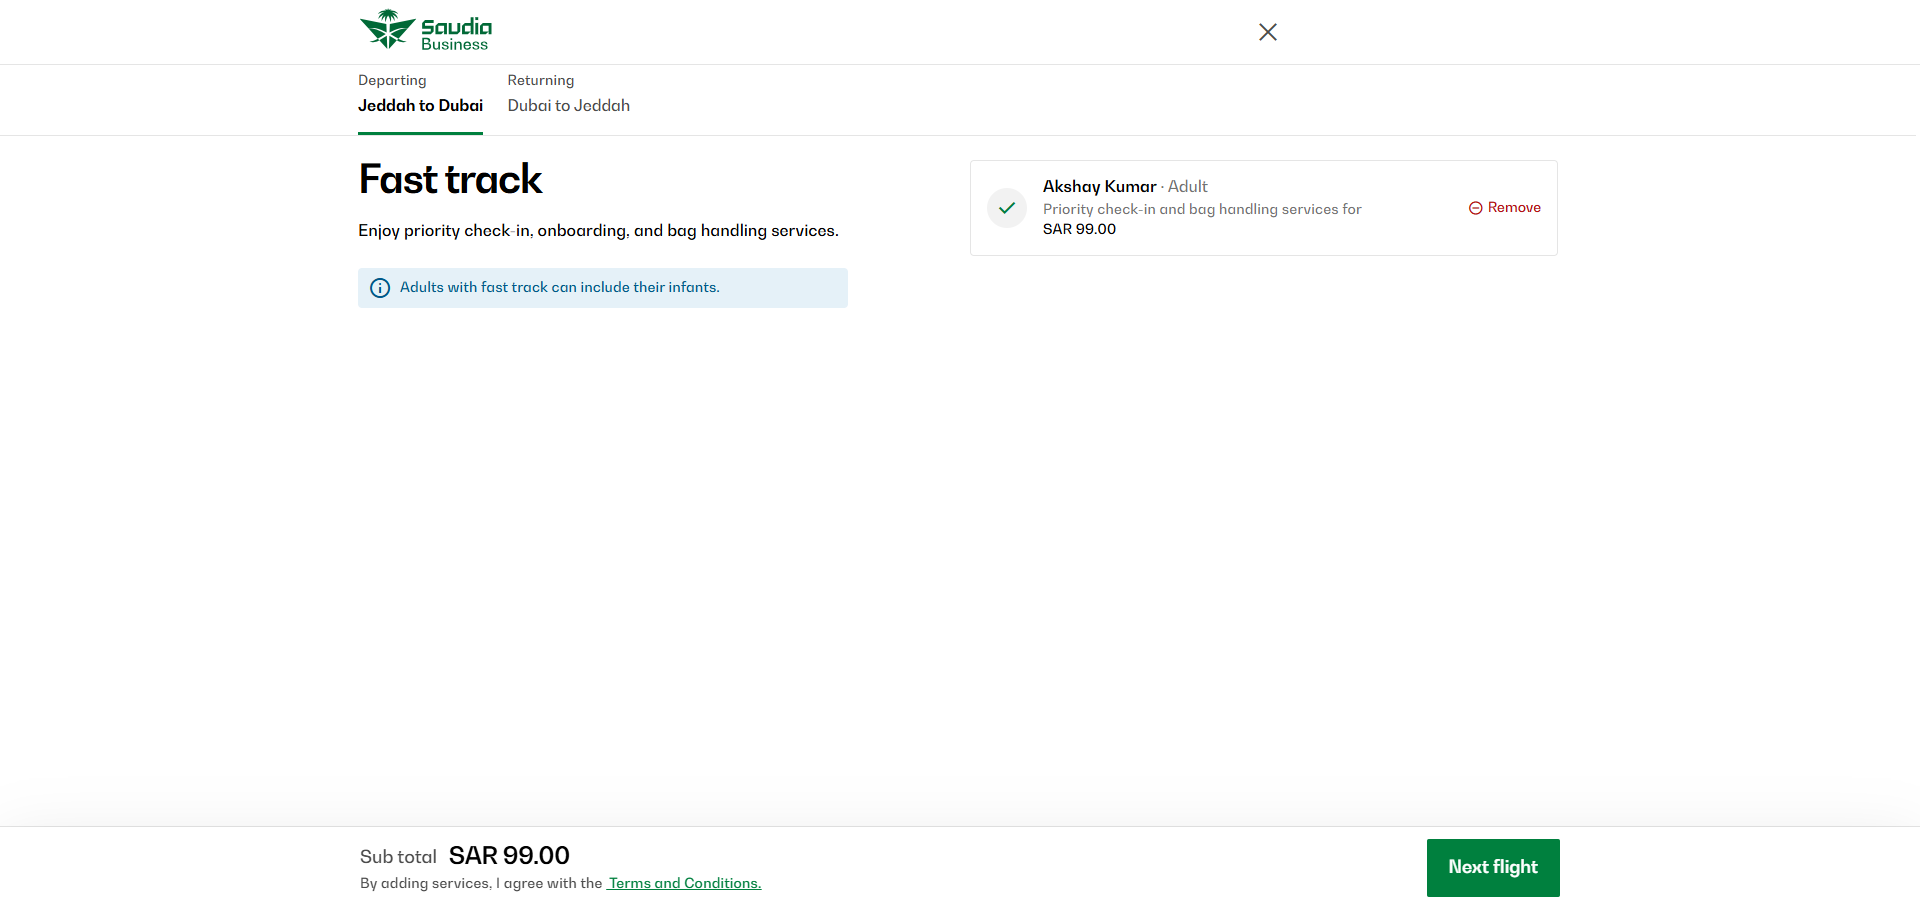 Saudia
Business
Departing
Jeddah to Dubai
Returning
Dubai to Jeddah
Fast track
Enjoy priority check-in, onboarding, and bag handling services.
Adults with fast track can include their infants.
Akshay Kumar · Adult
Priority check-in and bag handling services for
SAR 99.00
Remove
Sub total SAR 99.00
By adding services, I agree with the Terms and Conditions.
Next flight